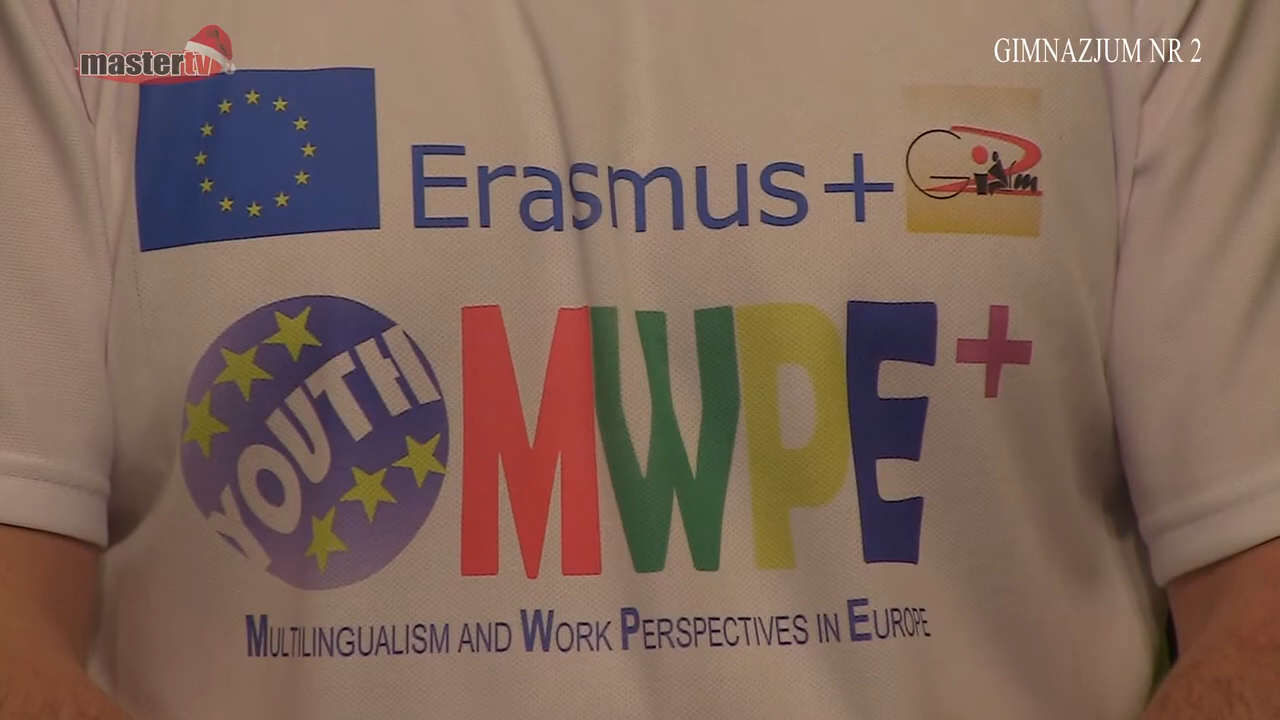 mastertv
GIMNAZJUM NR 2
Erasmus+
YOUTH
MWPE+
MULTILINGUALISM AND WORK PERSPECTIVES IN EUROPE